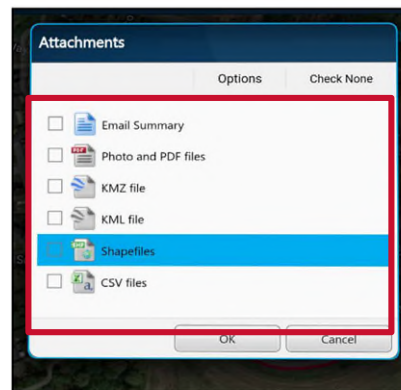 Attachments
Options Check None
Email Summary
Photo and PDF files
KMZ file
KML file
Shapefiles
CSV files
OK Cancel